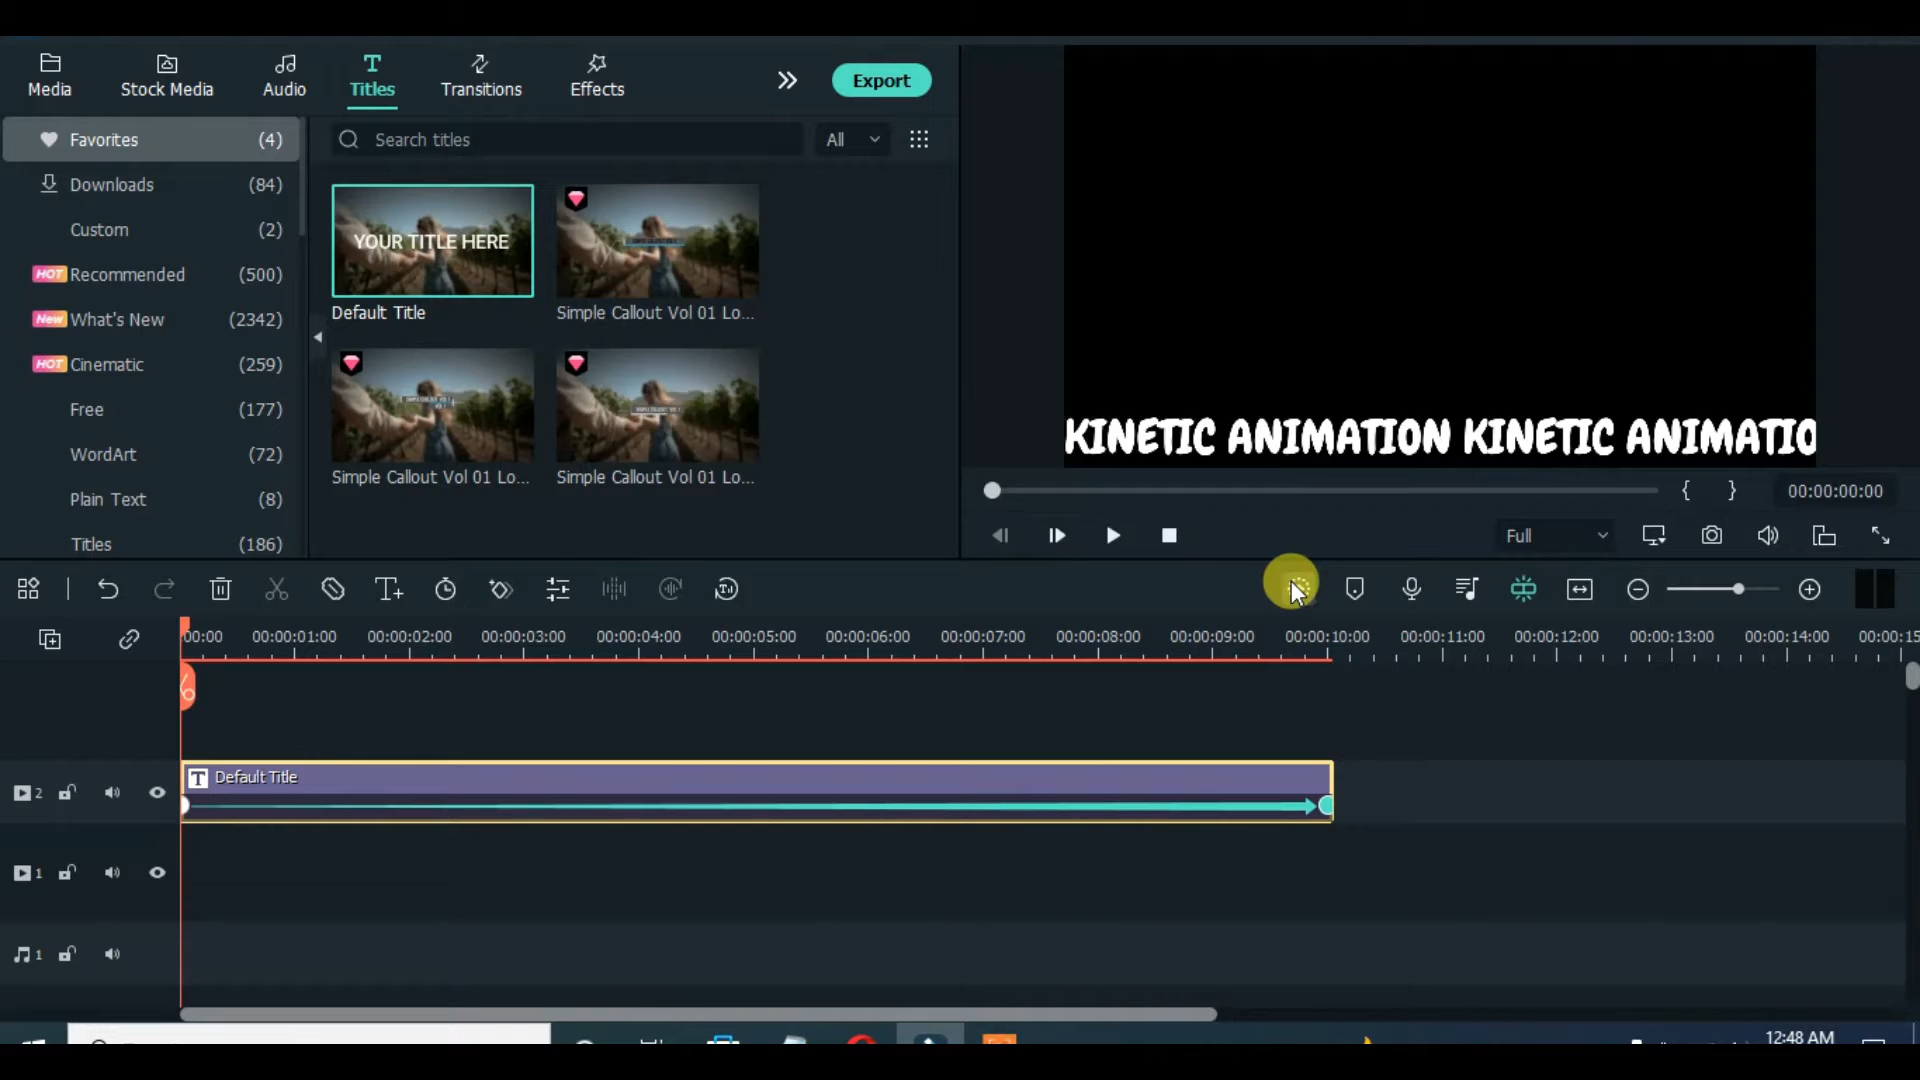 Media
Stock Media
Audio
Titles
Transitions
Effects
Export
Favorites (4)
Downloads (84)
Custom (2)
HOT Recommended (500)
New What's New (2342)
HOT Cinematic (259)
Free (177)
WordArt (72)
Plain Text (8)
Titles (186)
Search titles
All
YOUR TITLE HERE
Default Title
Simple Callout Vol 01 Lo...
Simple Callout Vol 01 Lo...
Simple Callout Vol 01 Lo...
KINETIC ANIMATION KINETIC ANIMATIO
{ } 00:00:00:00
Full
00:00 00:00:01:00 00:00:02:00 00:00:03:00 00:00:04:00 00:00:05:00 00:00:06:00 00:00:07:00 00:00:08:00 00:00:09:00 00:00:10:00 00:00:11:00 00:00:12:00 00:00:13:00 00:00:14:00 00:00:15
T Default Title
2
1
1
12:48 AM